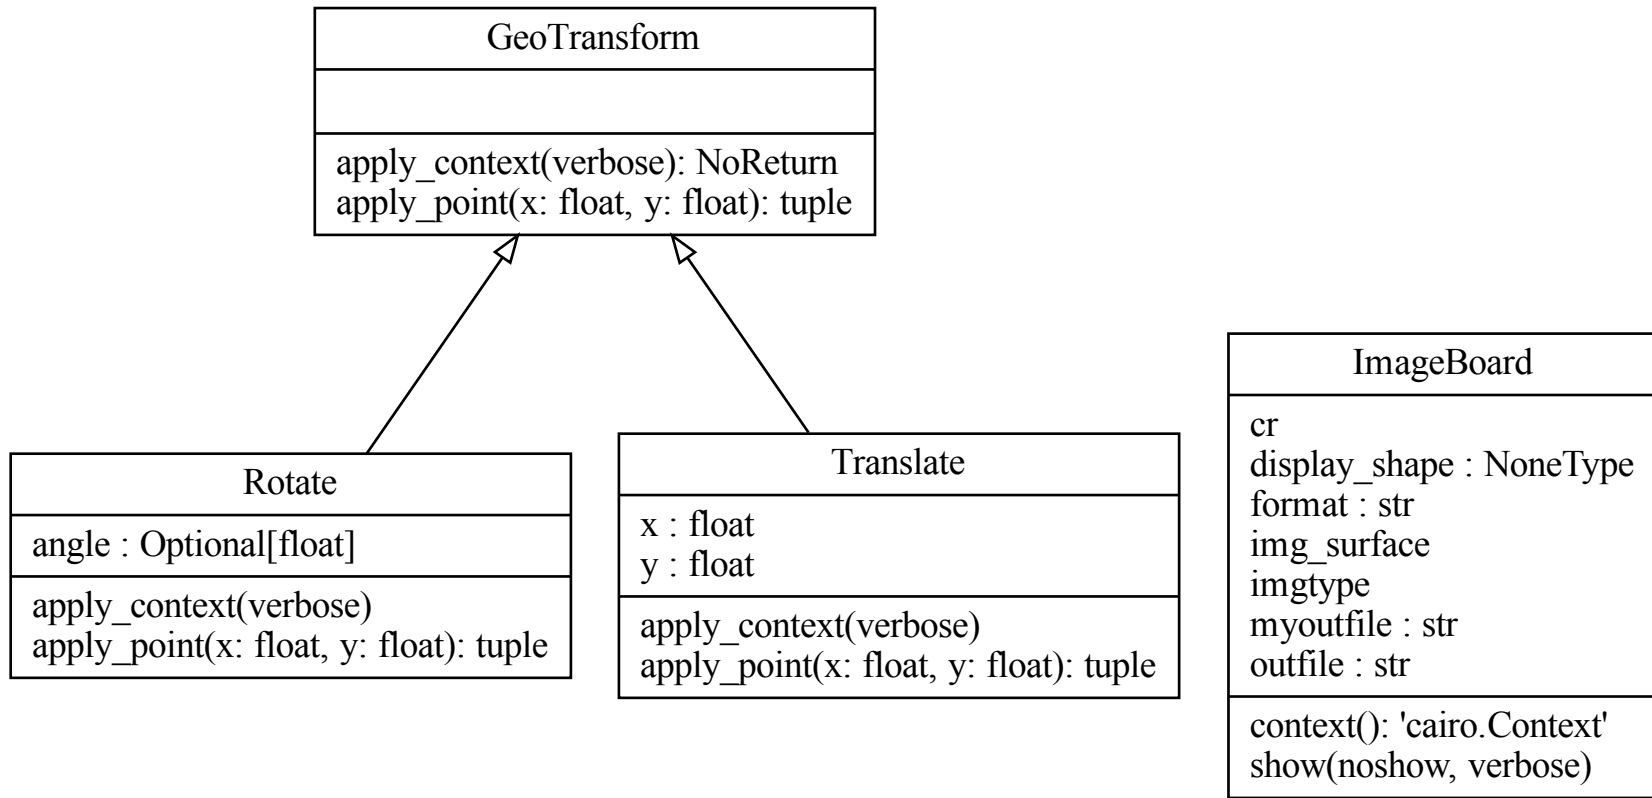 GeoTransform
apply_context(verbose): NoReturn
apply_point(x: float, y: float): tuple
Rotate
angle : Optional[float]
apply_context(verbose)
apply_point(x: float, y: float): tuple
Translate
x : float
y : float
apply_context(verbose)
apply_point(x: float, y: float): tuple
ImageBoard
cr
display_shape : NoneType
format : str
img_surface
imgtype
myoutfile : str
outfile : str
context(): 'cairo.Context'
show(noshow, verbose)